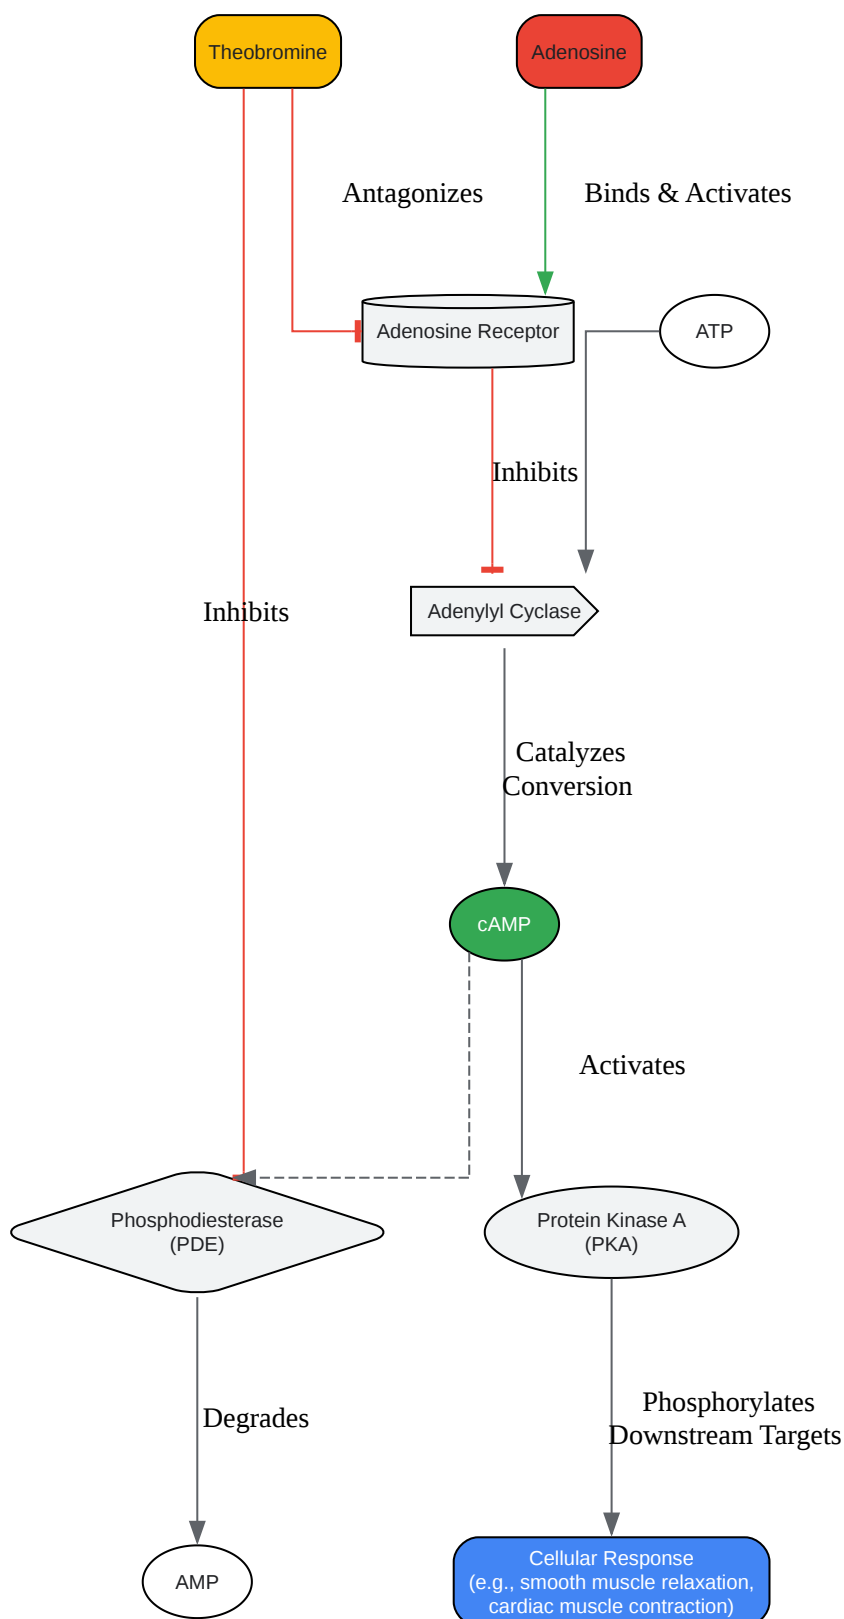 Theobromine
Adenosine
Antagonizes
Binds & Activates
Adenosine Receptor
ATP
Inhibits
Inhibits
Adenylyl Cyclase
Catalyzes
Conversion
cAMP
Activates
Phosphodiesterase
(PDE)
Protein Kinase A
(PKA)
Degrades
Phosphorylates
Downstream Targets
AMP
Cellular Response
(e.g., smooth muscle relaxation,
cardiac muscle contraction)